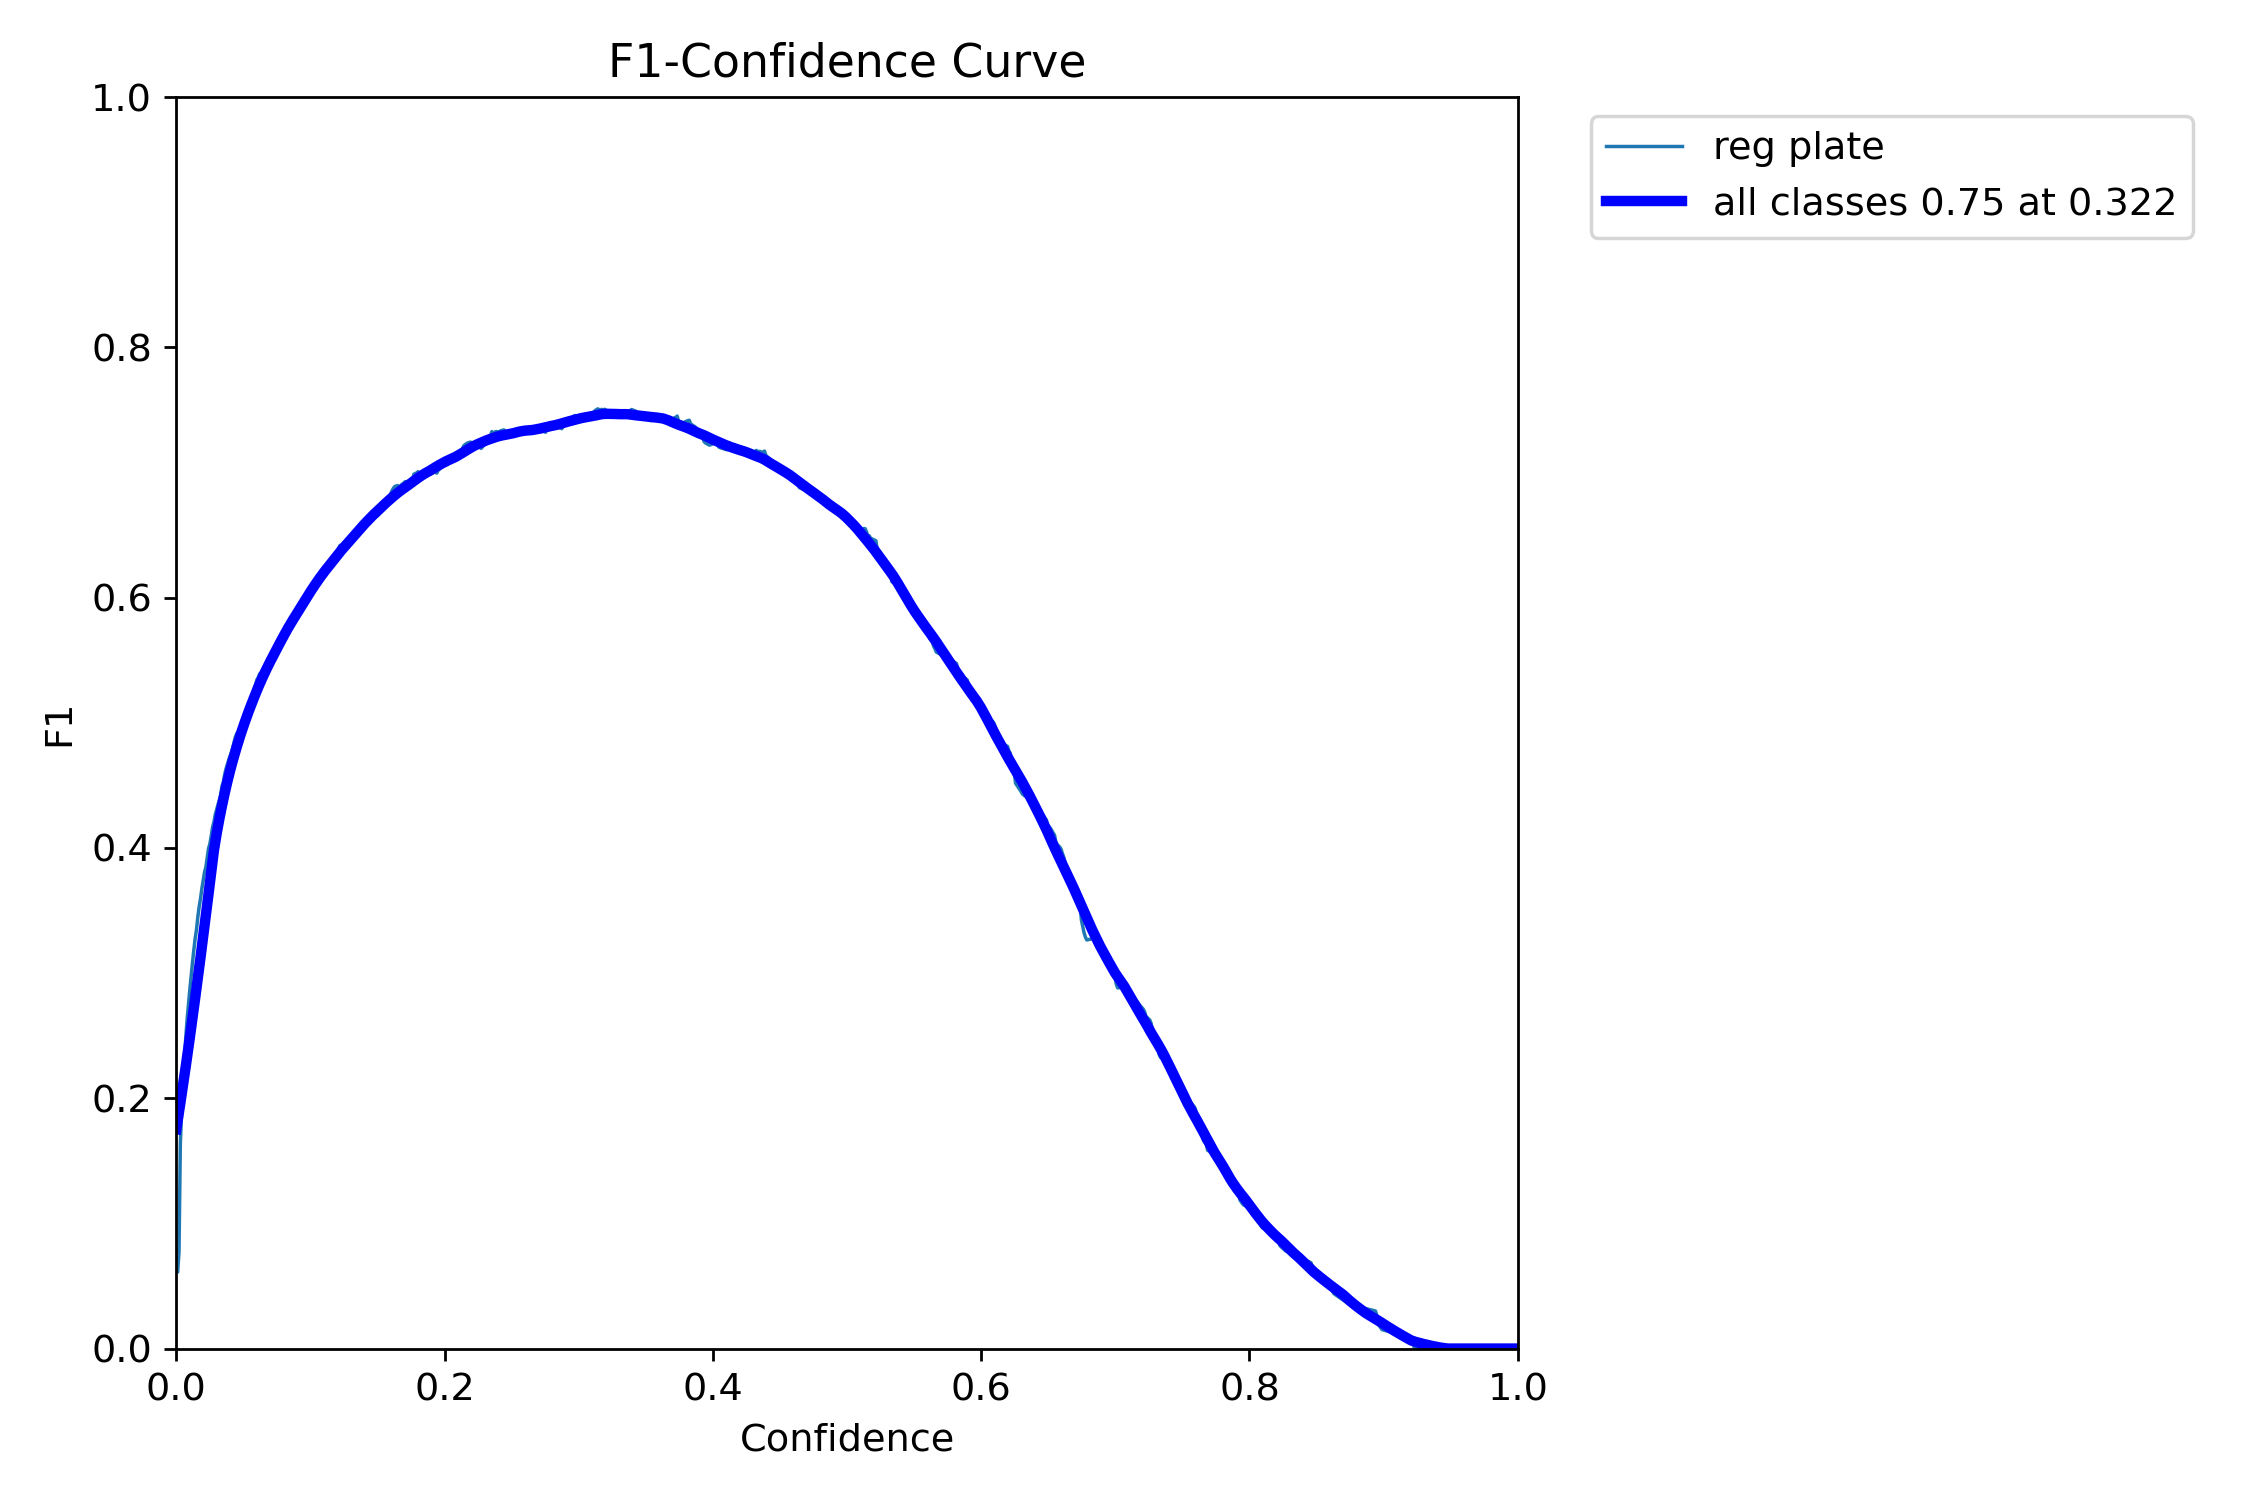 F1-Confidence Curve
1.0
0.8
0.6
0.4
0.2
0.0
F1
0.0 0.2 0.4 0.6 0.8 1.0
Confidence
reg plate
all classes 0.75 at 0.322